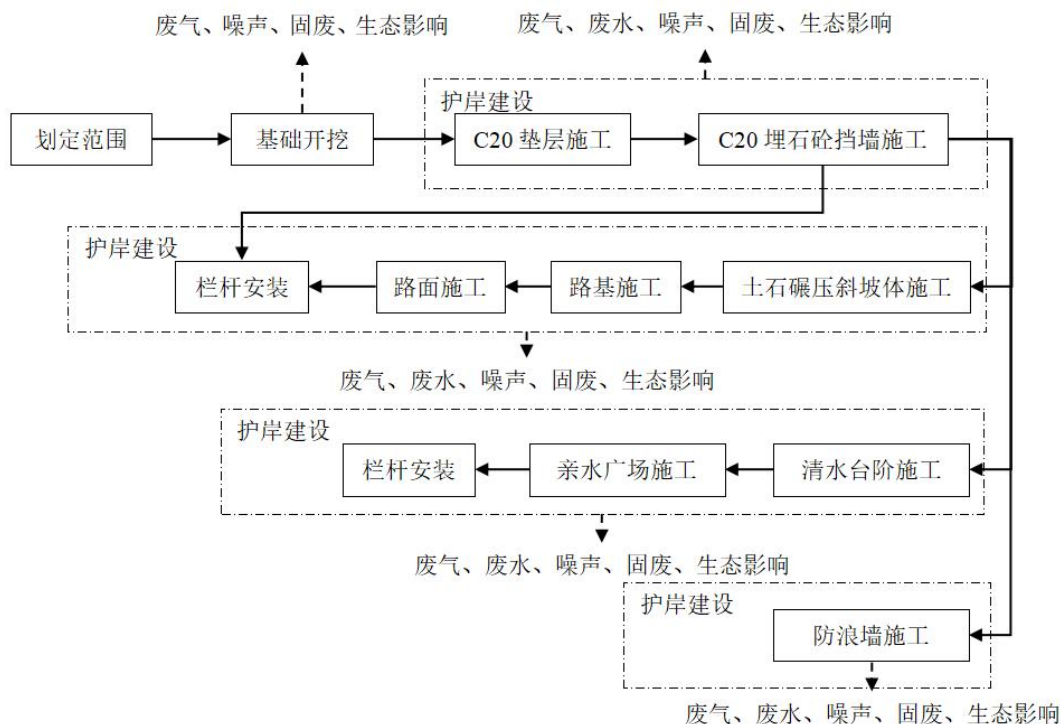 废气、噪声、固废、生态影响
废气、废水、噪声、固废、生态影响
护岸建设
划定范围
基础开挖
C20 垫层施工
C20 埋石砼挡墙施工
护岸建设
栏杆安装
路面施工
路基施工
土石碾压斜坡体施工
废气、废水、噪声、固废、生态影响
护岸建设
栏杆安装
亲水广场施工
清水台阶施工
废气、废水、噪声、固废、生态影响
护岸建设
防浪墙施工
废气、废水、噪声、固废、生态影响